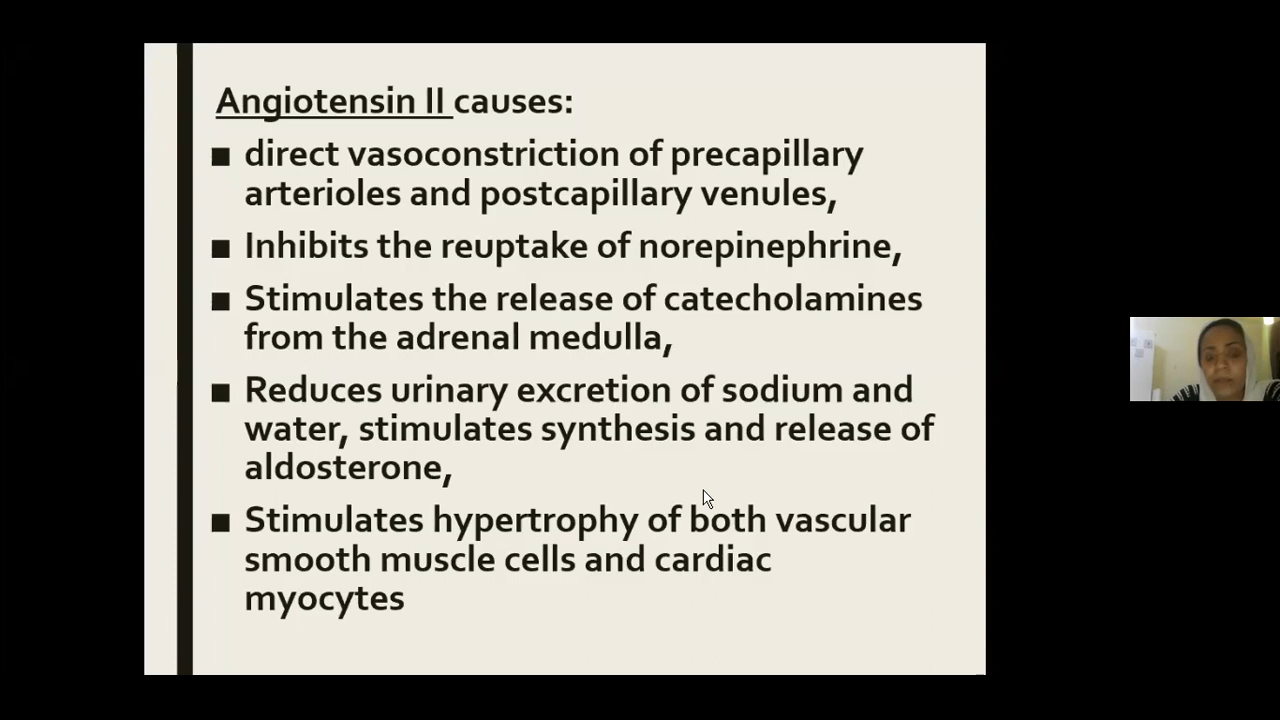 Angiotensin II causes:
■ direct vasoconstriction of precapillary
arterioles and postcapillary venules,
■ Inhibits the reuptake of norepinephrine,
■ Stimulates the release of catecholamines
from the adrenal medulla,
■ Reduces urinary excretion of sodium and
water, stimulates synthesis and release of
aldosterone,
■ Stimulates hypertrophy of both vascular
smooth muscle cells and cardiac
myocytes